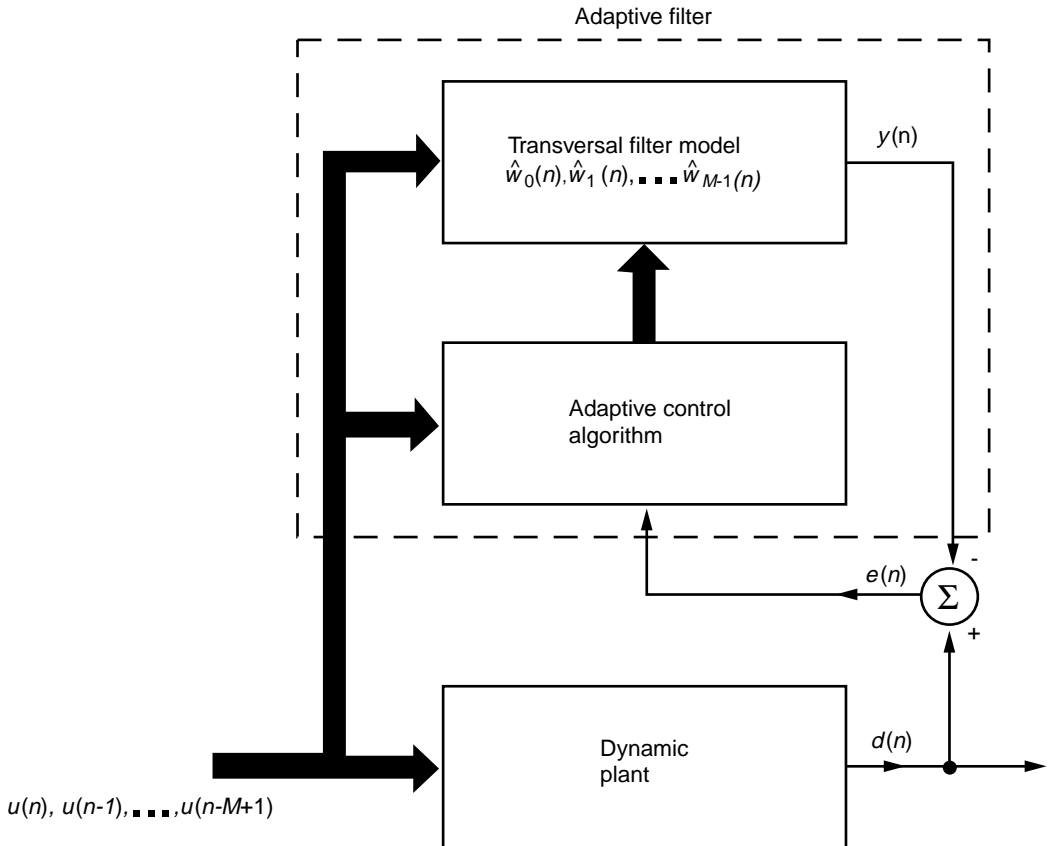 Adaptive filter
Transversal filter model
ŵ0(n),ŵ1 (n),▪▪▪▪ŵM-1(n)
y(n)
Adaptive control
algorithm
e(n)
-
Σ
+
Dynamic
plant
d(n)
u(n), u(n-1),▪▪▪,u(n-M+1)